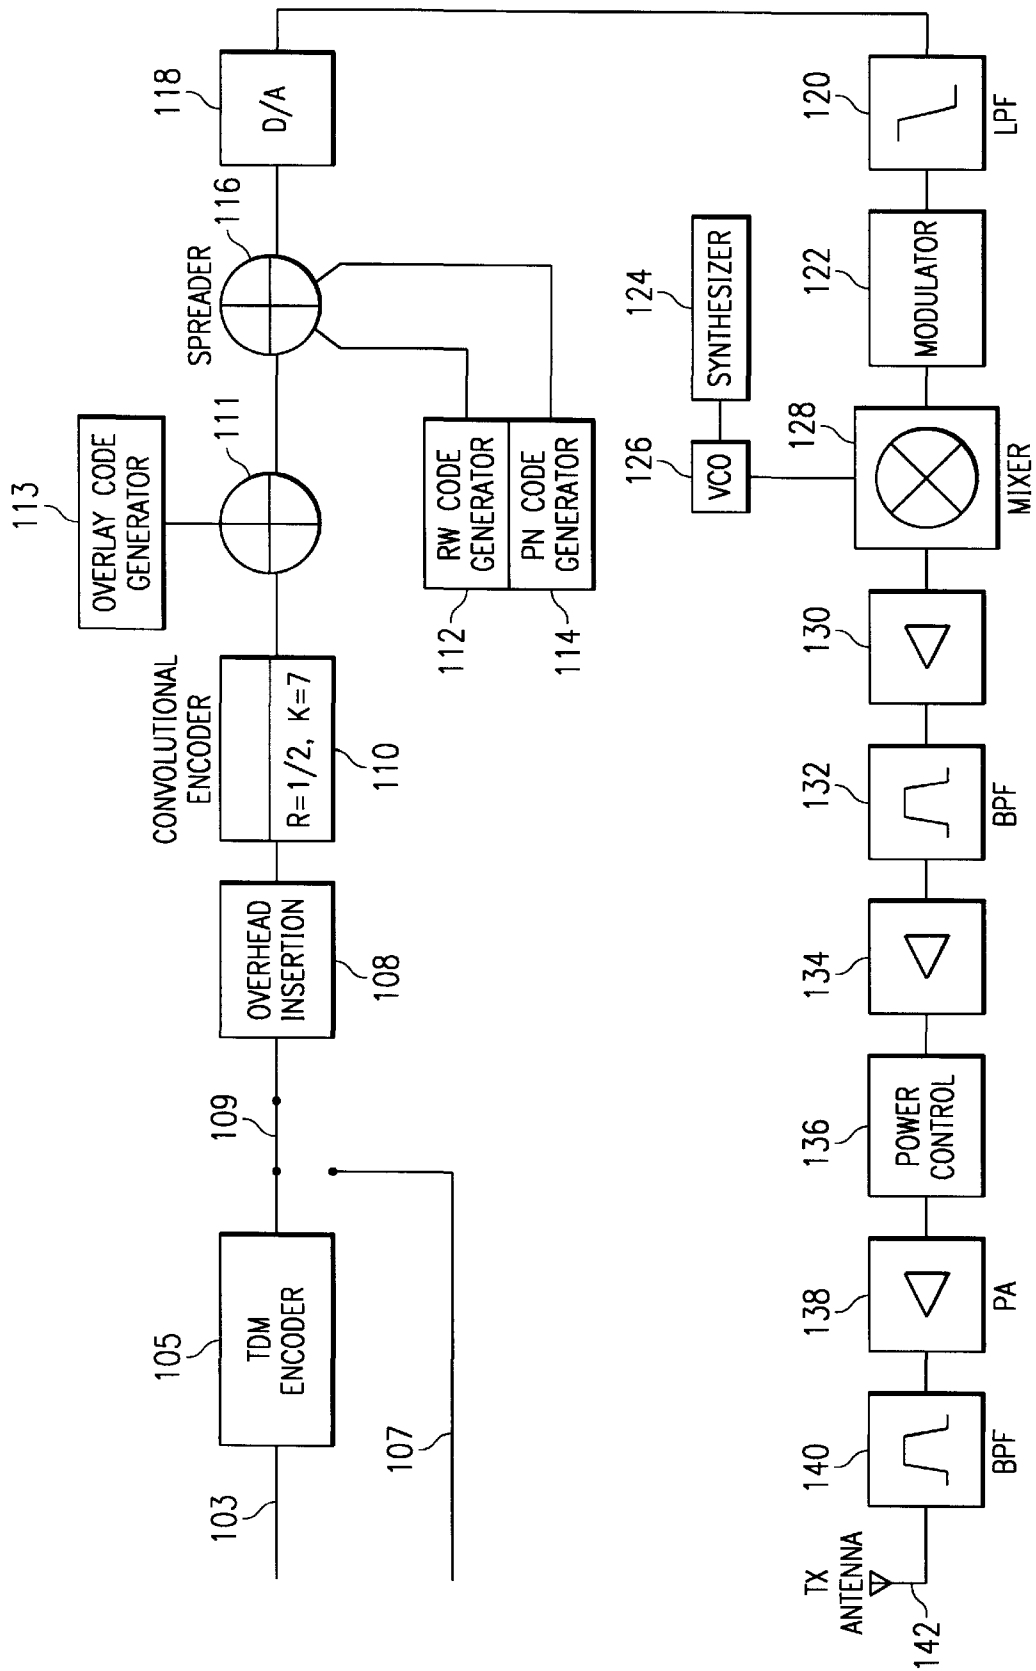 103
105
TDM
ENCODER
107
109
OVERHEAD
INSERTION
108
CONVOLUTIONAL
ENCODER
R=1/2, K=7
110
113
OVERLAY CODE
GENERATOR
111
RW CODE
GENERATOR
PN CODE
GENERATOR
112
114
SPREADER
116
118
D/A
TX
ANTENNA
142
140
BPF
138
PA
136
POWER
CONTROL
134
132
BPF
130
126
VCO
124
SYNTHESIZER
128
MIXER
122
MODULATOR
120
LPF